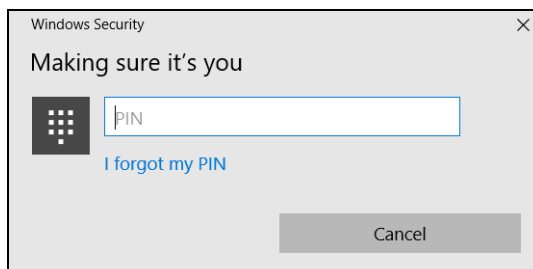 Windows Security
Making sure it's you
PIN
I forgot my PIN
Cancel